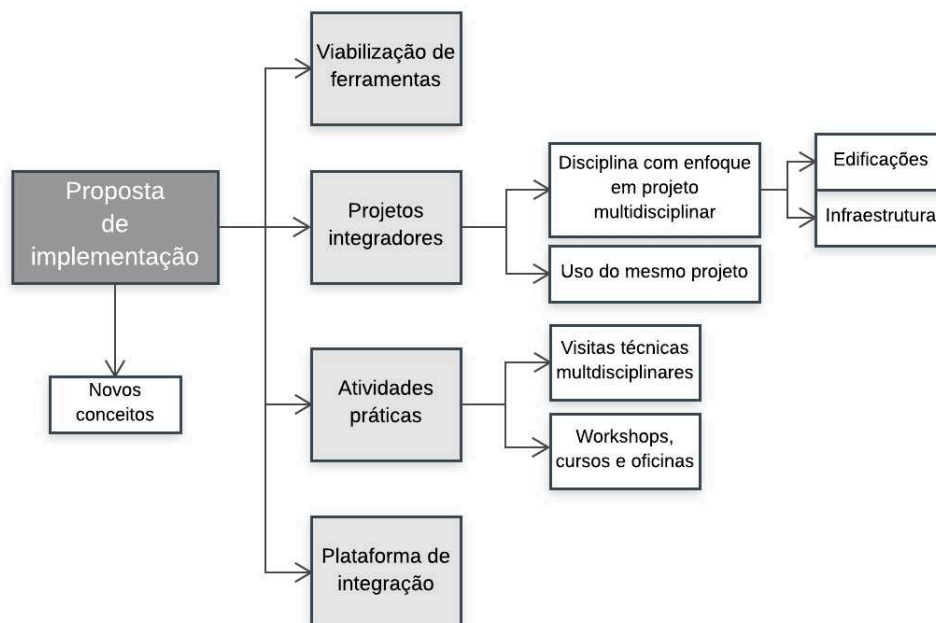 Proposta
de
implementação
Novos
conceitos
Viabilização de
ferramentas
Projetos
integradores
Disciplina com enfoque
em projeto
multidisciplinar
Edificações
Infraestrutura
Uso do mesmo projeto
Atividades
práticas
Visitas técnicas
multdisciplinares
Workshops,
cursos e oficinas
Plataforma de
integração